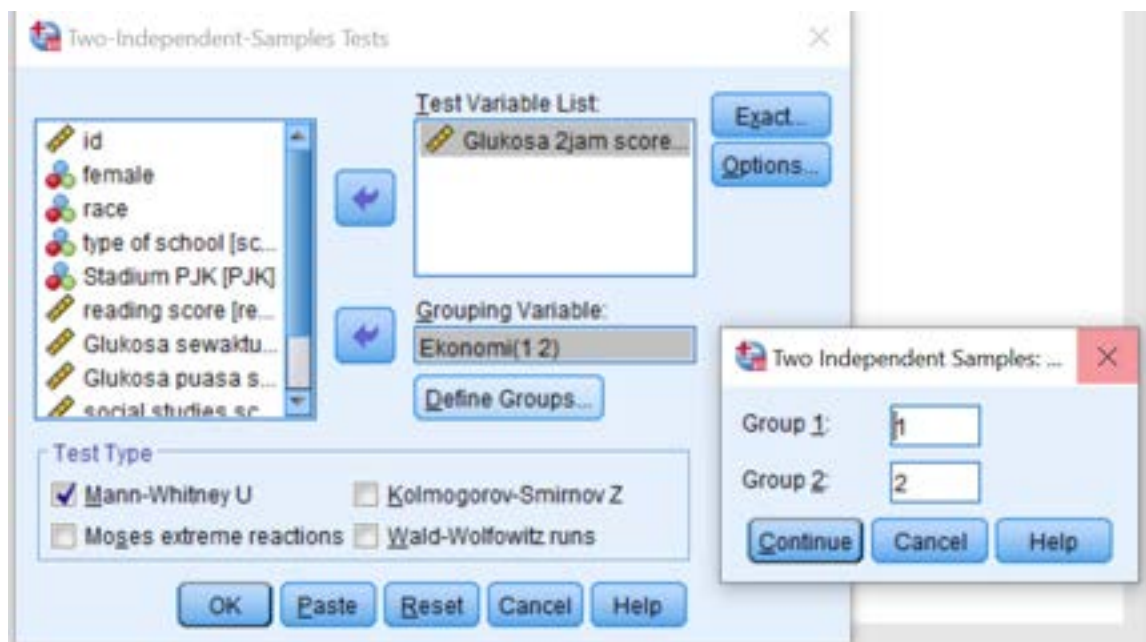 Two-Independent-Samples Tests
Test Variable List:
id
female
race
type of school [sc...
Stadium PJK [PJK]
reading score [re...
Glukosa sewaktu...
Glukosa puasa s...
social studies sc
Glukosa 2jam score...
Exact...
Options...
Grouping Variable:
Ekonomi(1 2)
Define Groups...
Test Type
Mann-Whitney U
Kolmogorov-Smirnov Z
Moses extreme reactions
Wald-Wolfowitz runs
OK
Paste
Reset
Cancel
Help
Two Independent Samples: ...
Group 1:
1
Group 2:
2
Continue
Cancel
Help